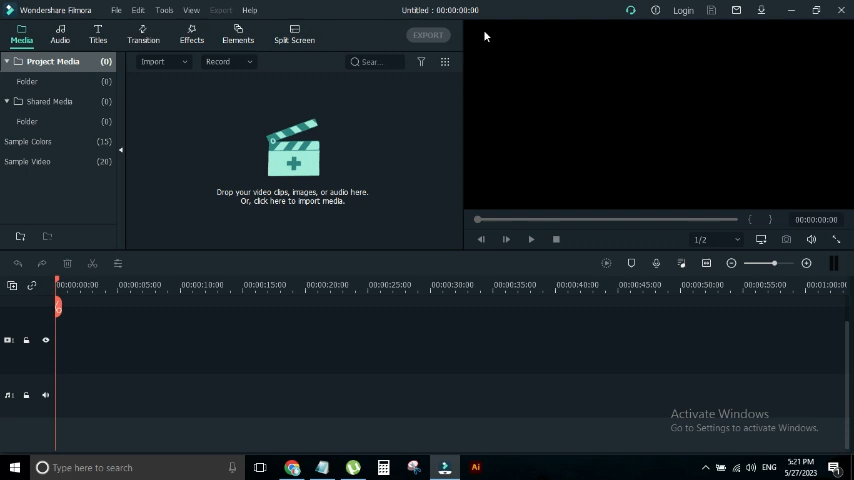 Wondershare Filmora File Edit Tools View Export Help Untitled : 00:00:00:00 Login
Media Audio Titles Transition Effects Elements Split Screen EXPORT
Project Media (0) Import Record Sear...
Folder (0)
Shared Media (0)
Folder (0)
Sample Colors (15)
Sample Video (20)
Drop your video clips, images, or audio here.
Or, click here to import media.
{ } 00:00:00:00
1/2
00:00:00:00 00:00:05:00 00:00:10:00 00:00:15:00 00:00:20:00 00:00:25:00 00:00:30:00 00:00:35:00 00:00:40:00 00:00:45:00 00:00:50:00 00:00:55:00 00:01:00:00
1
1
Activate Windows
Go to Settings to activate Windows.
Type here to search Ai ENG 5:21 PM
5/27/2023